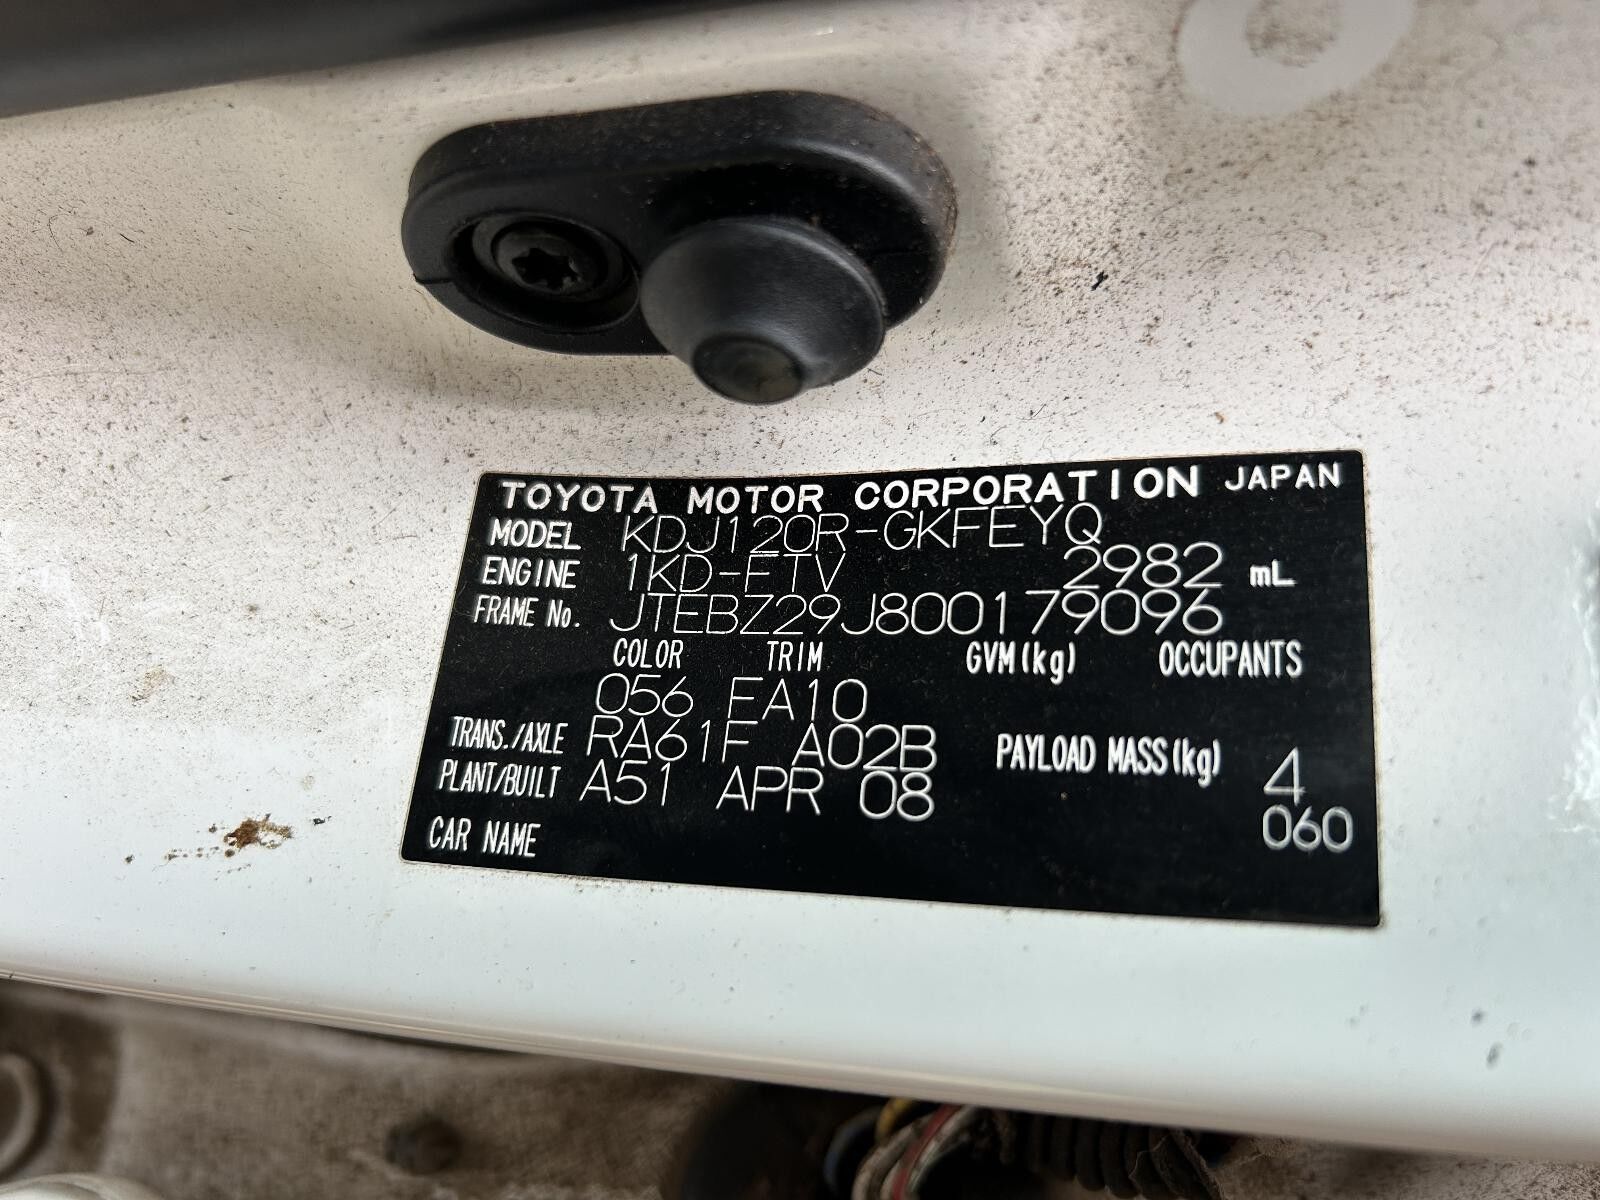 TOYOTA MOTOR CORPORATION JAPAN
MODEL KDJ120R-GKFEYQ
ENGINE 1KD-FTV 2982 mL
FRAME No. JTEBZ29J800179096
COLOR TRIM GVM(kg) OCCUPANTS
056 FA10
TRANS./AXLE RA61F A02B PAYLOAD MASS(kg) 4
PLANT/BUILT A51 APR 08
CAR NAME 060